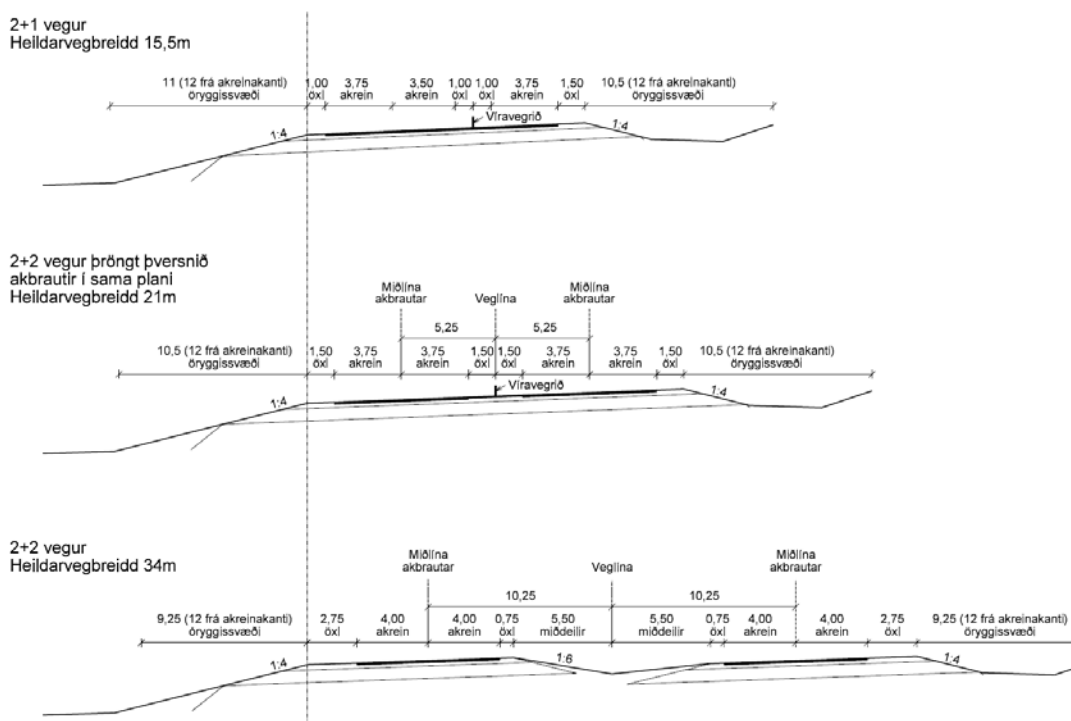 2+1 vegur
Heildarvegbreidd 15,5m
11 (12 frá akreinakanti)
öryggissvæði
1,00
öxl
3,75
akrein
3,50
akrein
1,00
öxl
1,00
öxl
3,75
akrein
1,50
öxl
10,5 (12 frá akreinakanti)
öryggissvæði
Víravegrið
1:4
1:4
2+2 vegur þröngt þversnið
akbrautir í sama plani
Heildarvegbreidd 21m
Miðlína
akbrautar
Veglína
Miðlína
akbrautar
5,25
5,25
10,5 (12 frá akreinakanti)
öryggissvæði
1,50
öxl
3,75
akrein
3,75
akrein
1,50
öxl
1,50
öxl
3,75
akrein
3,75
akrein
1,50
öxl
10,5 (12 frá akreinakanti)
öryggissvæði
Víravegrið
1:4
1:4
2+2 vegur
Heildarvegbreidd 34m
Miðlína
akbrautar
Veglína
Miðlína
akbrautar
10,25
10,25
9,25 (12 frá akreinakanti)
öryggissvæði
2,75
öxl
4,00
akrein
4,00
akrein
0,75
öxl
5,50
miðdeilir
5,50
miðdeilir
0,75
öxl
4,00
akrein
4,00
akrein
2,75
öxl
9,25 (12 frá akreinakanti)
öryggissvæði
1:4
1:6
1:4